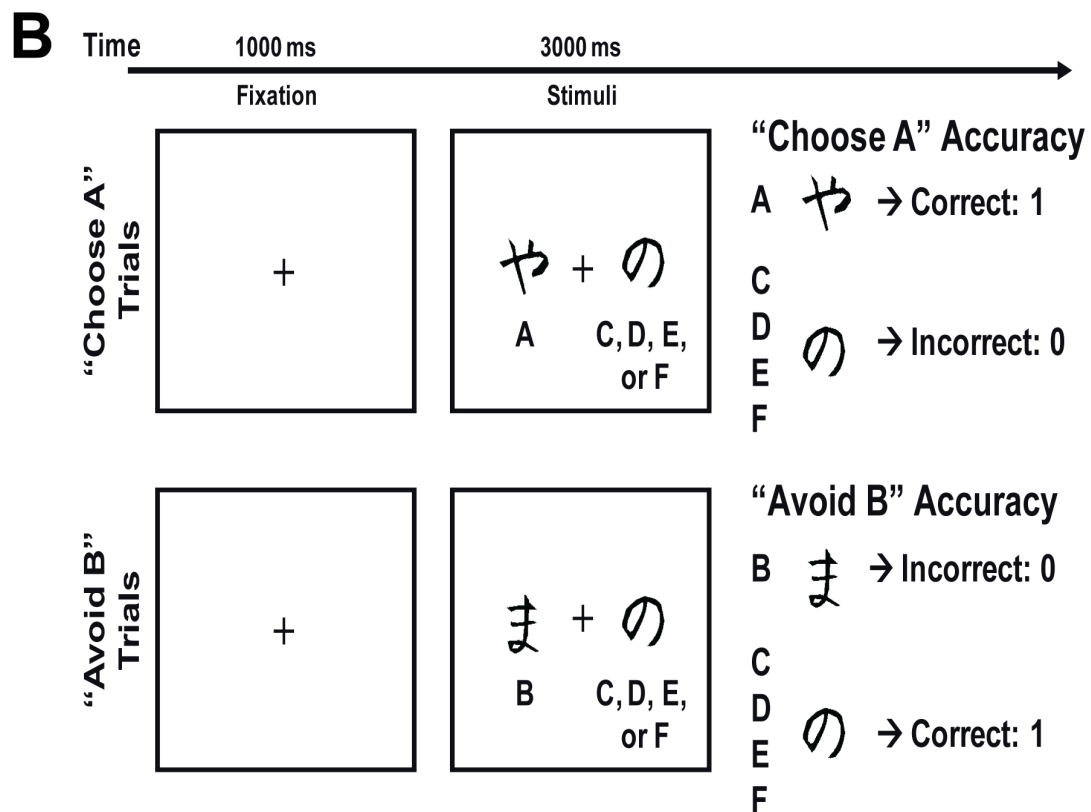 B
Time 1000 ms 3000 ms
Fixation Stimuli
“Choose A”
Trials
+
や + の
A C, D, E,
or F
“Choose A” Accuracy
A や → Correct: 1
C
D
E
F
の → Incorrect: 0
“Avoid B”
Trials
+
ま + の
B C, D, E,
or F
“Avoid B” Accuracy
B ま → Incorrect: 0
C
D
E
F
の → Correct: 1